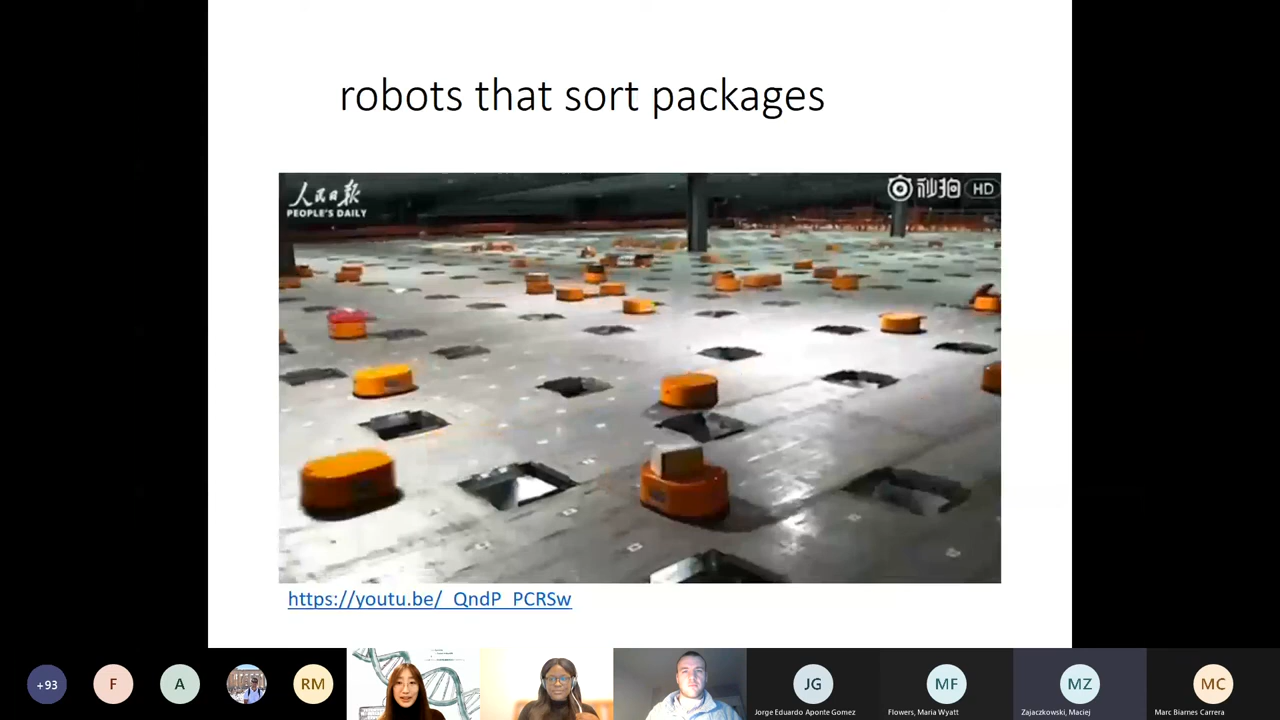 robots that sort packages
人民日报
PEOPLE'S DAILY
秒拍 HD
https://youtu.be/_QndP_PCRSw
+93
F
A
RM
JG
Jorge Eduardo Aponte Gomez
MF
Flowers, Maria Wyatt
MZ
Zajaczkowski, Maciej
MC
Marc Biarnes Carrera